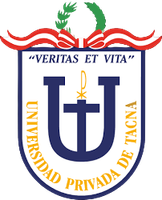 "VERITAS ET VITA"
UNIVERSIDAD PRIVADA DE TACNA